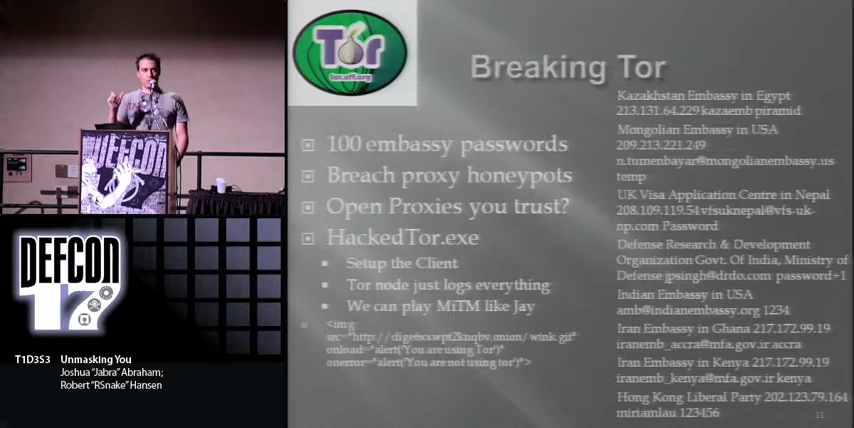 Tor
tor.eff.org
Breaking Tor
100 embassy passwords
Breach proxy honeypots
Open Proxies you trust?
HackedTor.exe
Setup the Client
Tor node just logs everything
We can play MiTM like Jay
<img
onload="alert('You are using Tor')"
onerror="alert('You are not using tor')">
Kazakhstan Embassy in Egypt
213.131.64.229 kazaemb piramid
Mongolian Embassy in USA
209.213.221.249
n.tumenbayar@mongolianembassy.us
temp
UK Visa Application Centre in Nepal
208.109.119.54 vfsuknepal@vfs-uk-
np.com Password
Defense Research & Development
Organization Govt. Of India, Ministry of
Defense jpsingh@drdo.com password+1
Indian Embassy in USA
amb@indianembassy.org 1234
Iran Embassy in Ghana 217.172.99.19
iranemb_accra@mfa.gov.ir accra
Iran Embassy in Kenya 217.172.99.19
iranemb_kenya@mfa.gov.ir kenya
Hong Kong Liberal Party 202.123.79.164
miriamlau 123456
DEFCON
DEFCON
17
T1D3S3 Unmasking You
Joshua "Jabra" Abraham;
Robert "RSnake" Hansen